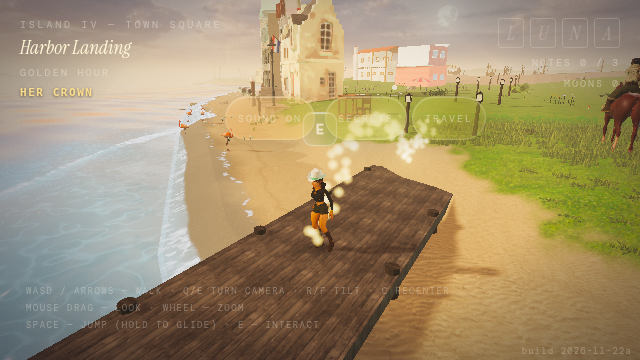 ISLAND IV — TOWN SQUARE
Harbor Landing
GOLDEN HOUR
HER CROWN
L U N A
NOTES 0 / 3
MOONS 0
SOUND ON
E
TRAVEL
WASD / ARROWS — WALK · Q/E TURN CAMERA · R/F TILT · C RECENTER
MOUSE DRAG — LOOK WHEEL — ZOOM
SPACE — JUMP (HOLD TO GLIDE) E — INTERACT
build 2026-11-22a